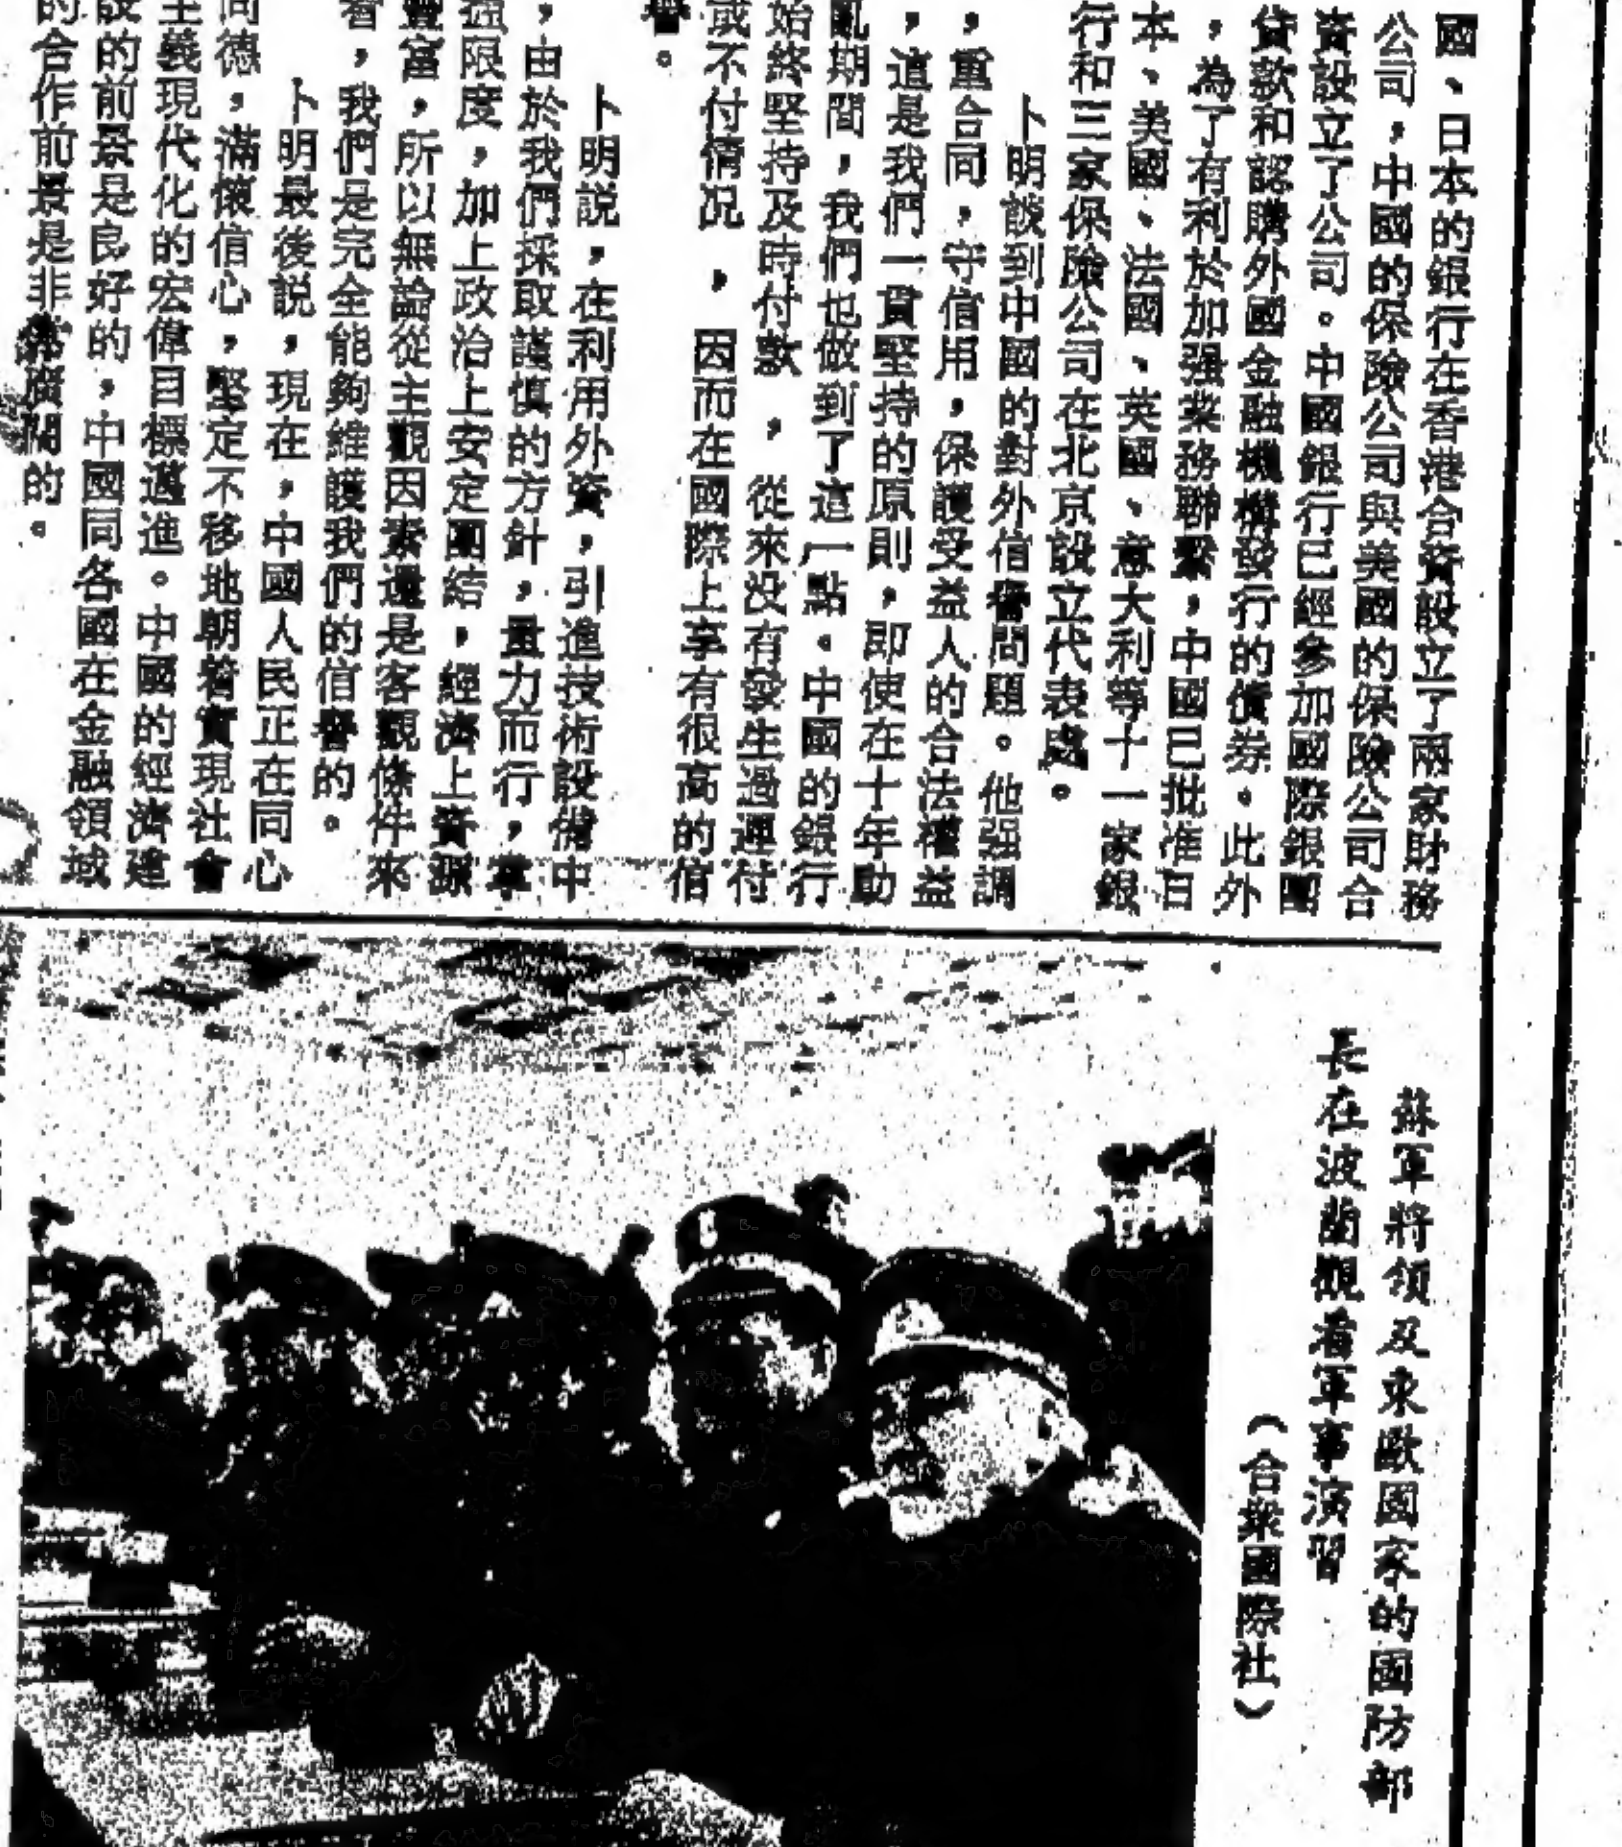 國、日本的銀行在香港合資設立了兩家財務
公司，中國的保險公司與美國的保險公司合
資設立了公司。中國銀行已經參加國際銀團
貸款和認購外國金融機構發行的債券。此外
，為了有利於加强業務聯繫，中國已批准日
本、美國、法國、英國、意大利等十一家銀
行和三家保險公司在北京設立代表處。
卜明談到中國的對外信譽問題。他强調
，重合同，守信用，保護受益人的合法權益
，這是我們一貫堅持的原則，即使在十年動
亂期間，我們也做到了這一點。中國的銀行
始終堅持及時付款，從來没有發生過遲付
或不付情况，因而在國際上享有很高的信
譽。
卜明説，在利用外資，引進技術設備中
，由於我們採取謹慎的方針，量力而行，掌
握限度，加上政治上安定團結，經濟上資源
豐富，所以無論從主觀因素還是客觀條件來
看，我們是完全能夠維護我們的信譽的。
卜明最後説，現在，中國人民正在同心
同德，滿懷信心，堅定不移地朝着實現社會
主義現代化的宏偉目標邁進。中國的經濟建
設的前景是良好的，中國同各國在金融領域
的合作前景是非常廣闊的。
蘇軍將領及東歐國家的國防部
長在波蘭觀看軍事演習
（合衆國際社）